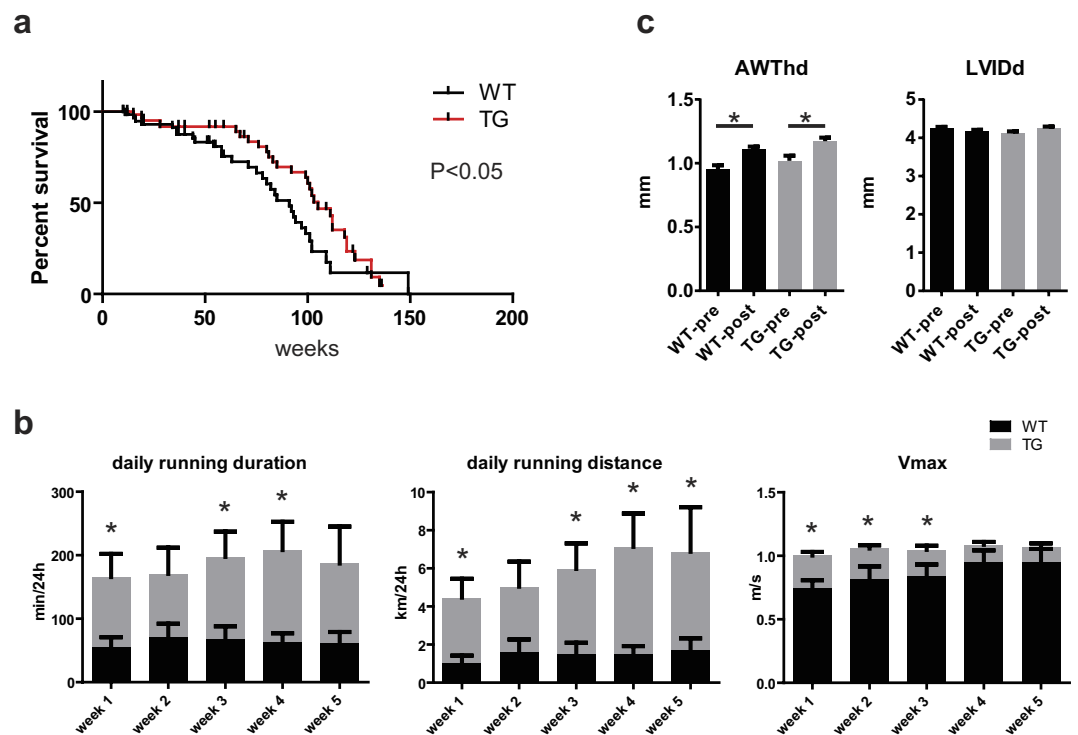 a
Percent survival
100
50
0
0 50 100 150 200
weeks
WT
TG
P<0.05
c
AWThd
mm
1.5
1.0
0.5
0.0
WT-pre WT-post TG-pre TG-post
* *
LVIDd
mm
5
4
3
2
1
0
WT-pre WT-post TG-pre TG-post
b
WT
TG
daily running duration
min/24h
300
200
100
0
* * *
week 1 week 2 week 3 week 4 week 5
daily running distance
km/24h
10
8
6
4
2
0
* * * *
week 1 week 2 week 3 week 4 week 5
Vmax
m/s
1.5
1.0
0.5
0.0
* * *
week 1 week 2 week 3 week 4 week 5